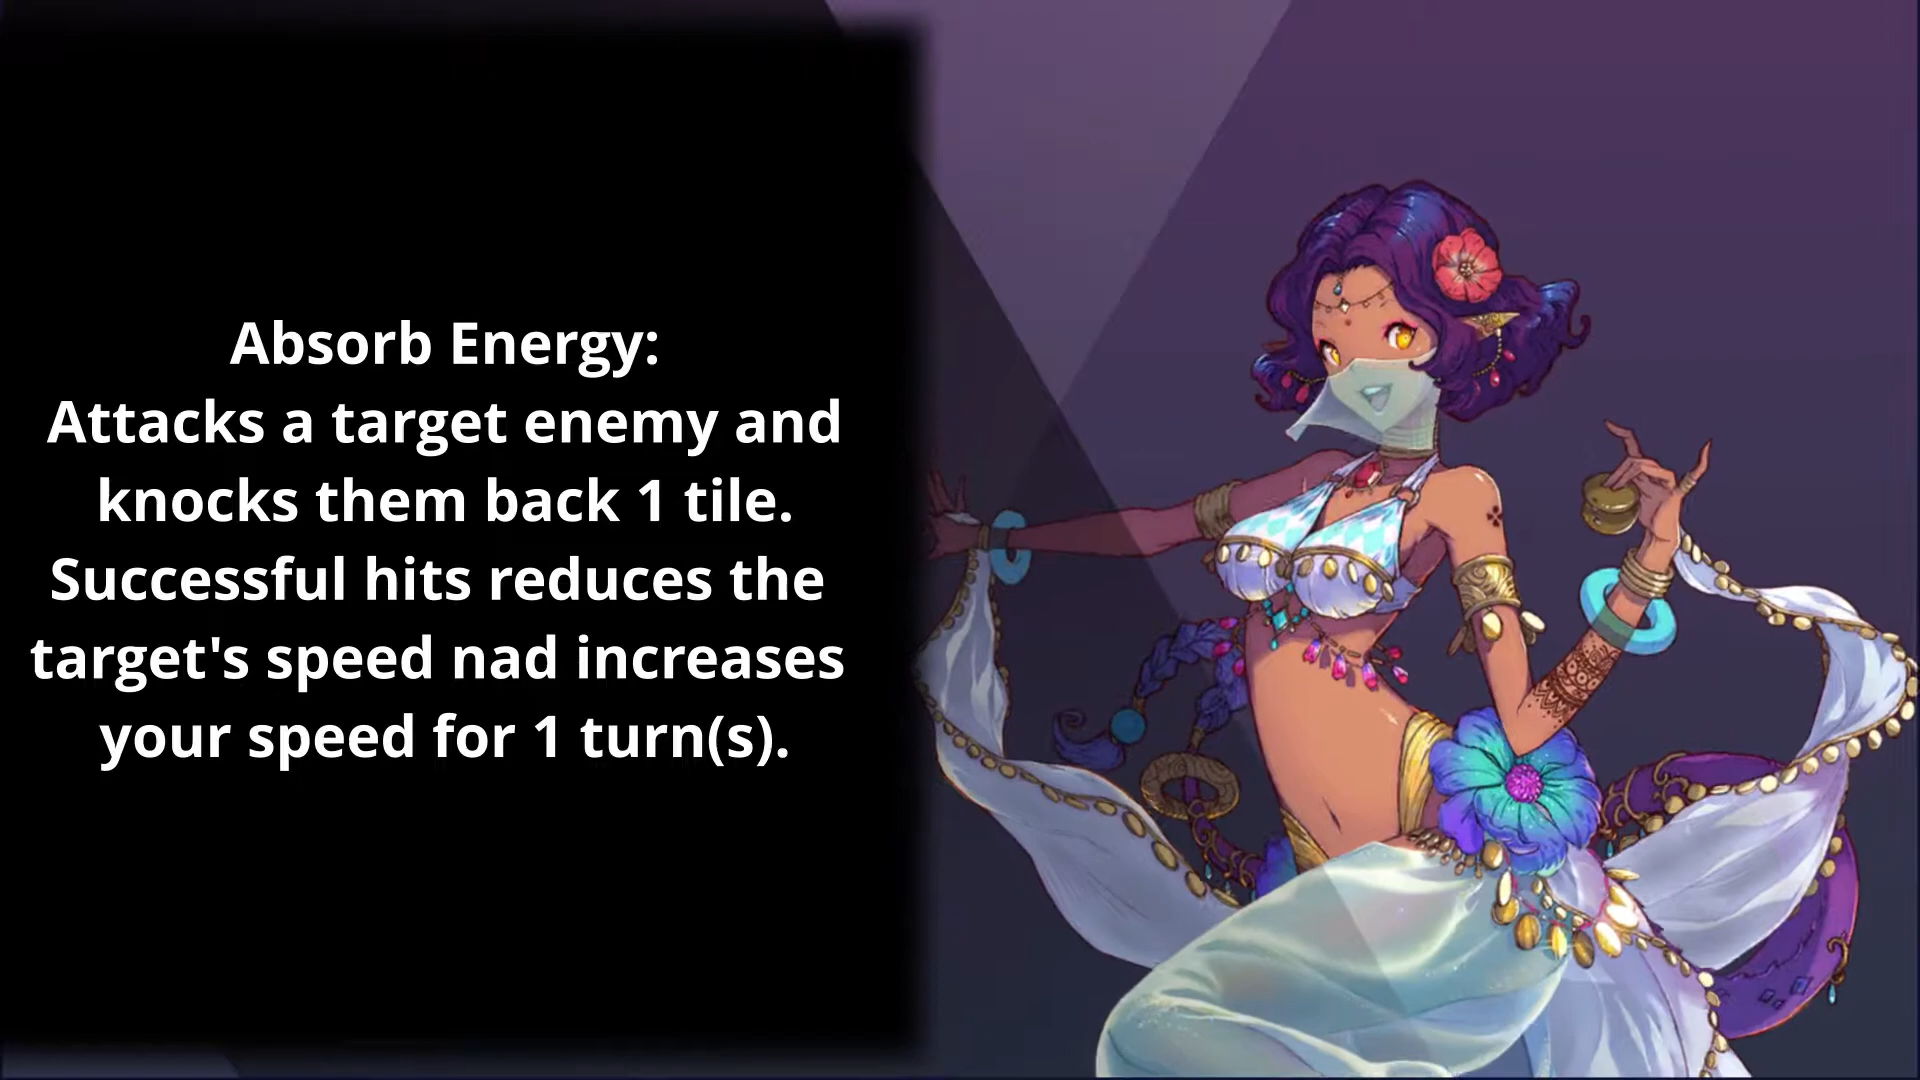 Absorb Energy:
Attacks a target enemy and
knocks them back 1 tile.
Successful hits reduces the
target's speed nad increases
your speed for 1 turn(s).